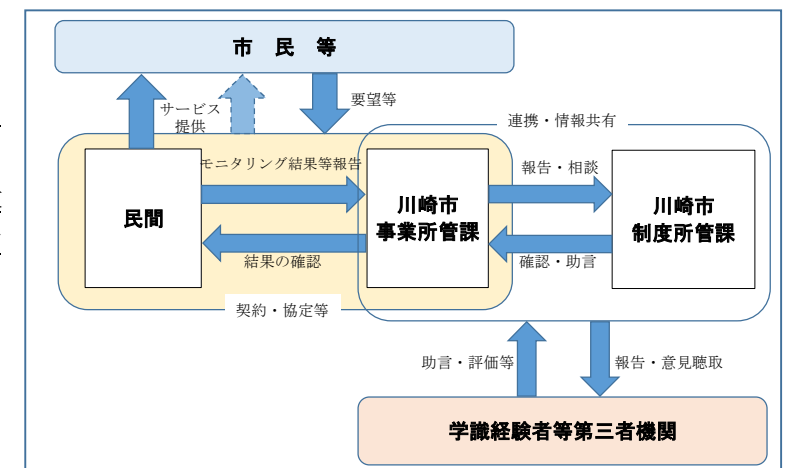 市　民　等
サービス
提供
要望等
連携・情報共有
モニタリング結果等報告
報告・相談
民間
川崎市
事業所管課
川崎市
制度所管課
結果の確認
確認・助言
契約・協定等
助言・評価等
報告・意見聴取
学識経験者等第三者機関